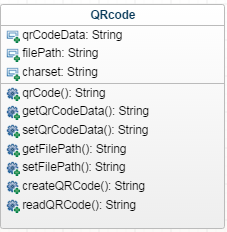 QRcode
qrCodeData: String
filePath: String
charset: String
qrCode(): String
getQrCodeData(): String
setQrCodeData(): String
getFilePath(): String
setFilePath(): String
createQRCode(): String
readQRCode(): String